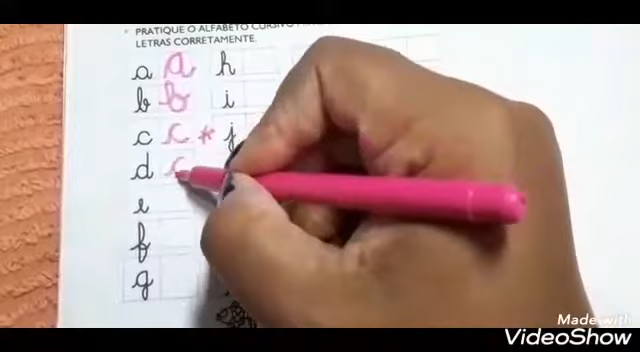 PRATIQUE O ALFABETO CURSIVO
LETRAS CORRETAMENTE.
a a h
b b i
c c * j
d
e
f
g
Made with
VideoShow